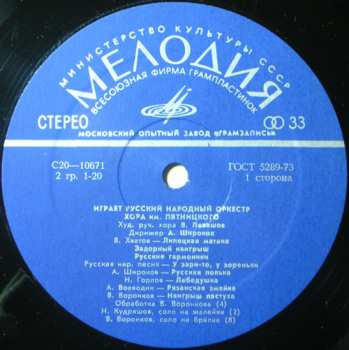 МИНИСТЕРСТВО КУЛЬТУРЫ СССР
МЕЛОДИЯ
ВСЕСОЮЗНАЯ ФИРМА ГРАМПЛАСТИНОК
СТЕРЕО
33
МОСКОВСКИЙ ОПЫТНЫЙ ЗАВОД «ГРАМЗАПИСЬ»
С20—10671
2 гр. 1-20
ГОСТ 5289-73
1 сторона
ИГРАЕТ РУССКИЙ НАРОДНЫЙ ОРКЕСТР
ХОРА им. ПЯТНИЦКОГО
Худ. рук. хора В. Левашов
Дирижер А. Широков
В. Хватов — Липецкая матаня
Задорный наигрыш
Русские гармоники
Русская нар. песня — У зари-то, у зореньки
А. Широков — Русская полька
Н. Горлов — Лебедушка
А. Воеводин — Рязанская змейка
В. Воронков — Наигрыш пастуха
Обработка В. Воронкова (4)
Н. Кудряшов, соло на жалейке (2)
В. Воронков, соло на брёлке (8)